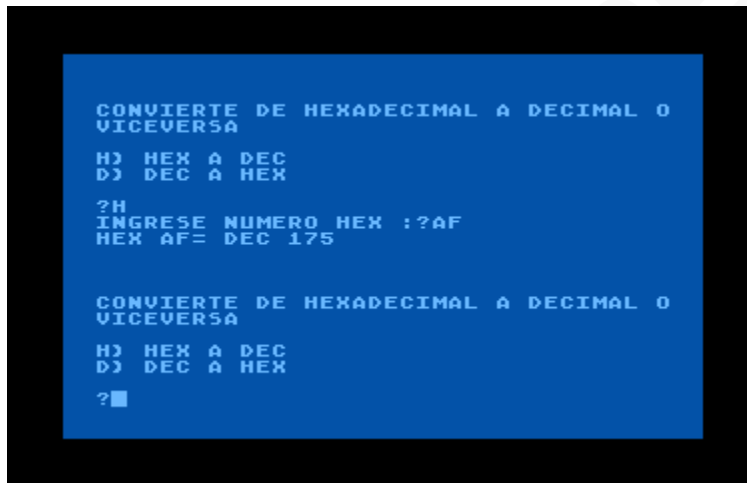 CONVIERTE DE HEXADECIMAL A DECIMAL O
VICEVERSA
H) HEX A DEC
D) DEC A HEX
?H
INGRESE NUMERO HEX :?AF
HEX AF= DEC 175
CONVIERTE DE HEXADECIMAL A DECIMAL O
VICEVERSA
H) HEX A DEC
D) DEC A HEX
?